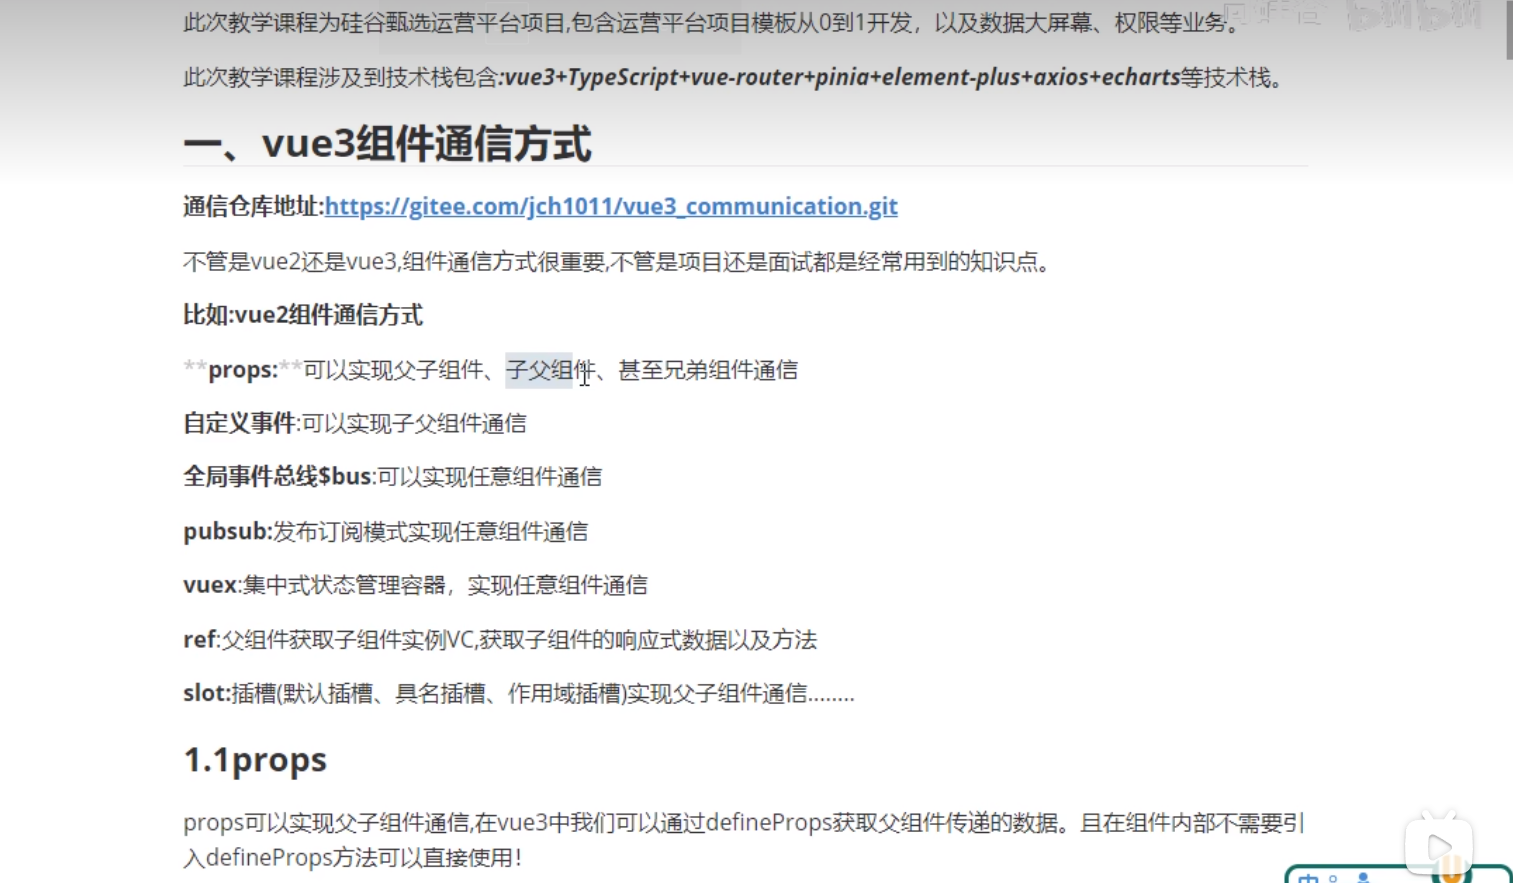 此次教学课程为硅谷甄选运营平台项目,包含运营平台项目模板从0到1开发，以及数据大屏幕、权限等业务。
bilibili
此次教学课程涉及到技术栈包含:vue3+TypeScript+vue-router+pinia+element-plus+axios+echarts等技术栈。
一、vue3组件通信方式
通信仓库地址:https://gitee.com/jch1011/vue3_communication.git
不管是vue2还是vue3,组件通信方式很重要,不管是项目还是面试都是经常用到的知识点。
比如:vue2组件通信方式
**props:**可以实现父子组件、子父组件、甚至兄弟组件通信
自定义事件:可以实现子父组件通信
全局事件总线$bus:可以实现任意组件通信
pubsub:发布订阅模式实现任意组件通信
vuex:集中式状态管理容器，实现任意组件通信
ref:父组件获取子组件实例VC,获取子组件的响应式数据以及方法
slot:插槽(默认插槽、具名插槽、作用域插槽)实现父子组件通信........
1.1props
props可以实现父子组件通信,在vue3中我们可以通过defineProps获取父组件传递的数据。且在组件内部不需要引
入defineProps方法可以直接使用！